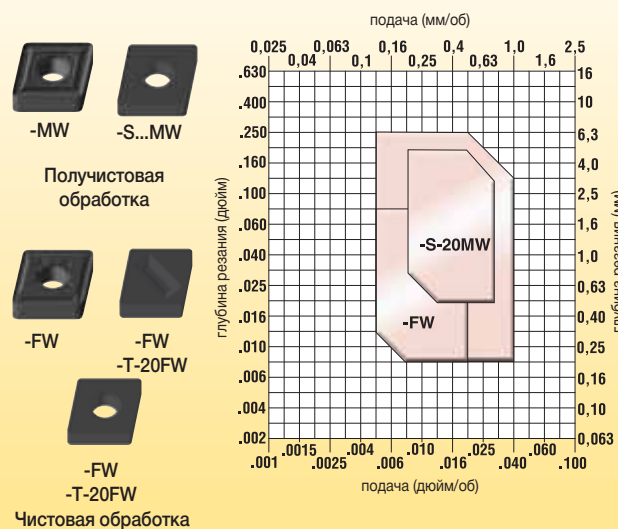 -MW
-S...MW
Получистовая
обработка
-FW
-FW
-T-20FW
-FW
-T-20FW
Чистовая обработка
подача (мм/об)
0,025 0,063 0,16 0,4 1,0 2,5
0,04 0,1 0,25 0,63 1,6
глубина резания (дюйм)
.630
.400
.250
.160
.100
.060
.040
.025
.016
.010
.006
.004
.002
-S-20MW
-FW
16
10
6,3
4,0
2,5
1,6
1,0
0,63
0,40
0,25
0,16
0,10
0,063
глубина резания (мм)
.0015 .004 .010 .025 .060
.001 .0025 .006 .016 .040 .100
подача (дюйм/об)